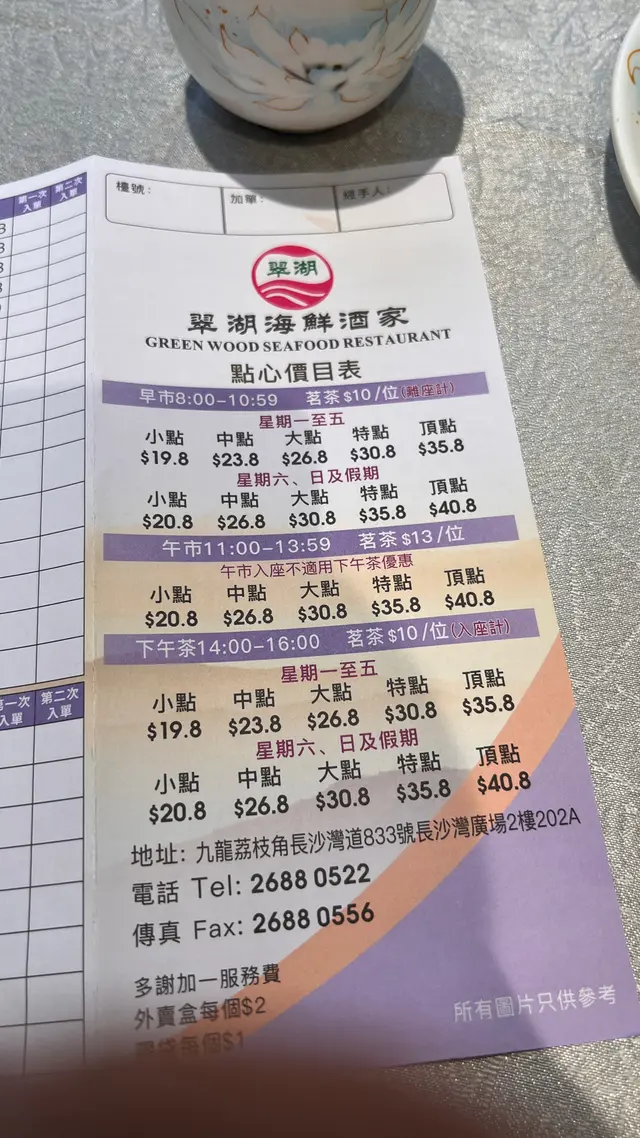 第一次 第二次
入單 入單
第一次 第二次
入單 入單
檯號： 加單： 經手人：
翠湖
翠湖海鮮酒家
GREEN WOOD SEAFOOD RESTAURANT
點心價目表
早市8:00-10:59 茗茶$10/位(離座計)
星期一至五
小點 中點 大點 特點 頂點
$19.8 $23.8 $26.8 $30.8 $35.8
星期六、日及假期
小點 中點 大點 特點 頂點
$20.8 $26.8 $30.8 $35.8 $40.8
午市11:00-13:59 茗茶$13/位
午市入座不適用下午茶優惠
小點 中點 大點 特點 頂點
$20.8 $26.8 $30.8 $35.8 $40.8
下午茶14:00-16:00 茗茶$10/位(入座計)
星期一至五
小點 中點 大點 特點 頂點
$19.8 $23.8 $26.8 $30.8 $35.8
星期六、日及假期
小點 中點 大點 特點 頂點
$20.8 $26.8 $30.8 $35.8 $40.8
地址: 九龍荔枝角長沙灣道833號長沙灣廣場2樓202A
電話 Tel: 2688 0522
傳真 Fax: 2688 0556
多謝加一服務費
外賣盒每個$2
膠袋每個$1
所有圖片只供參考